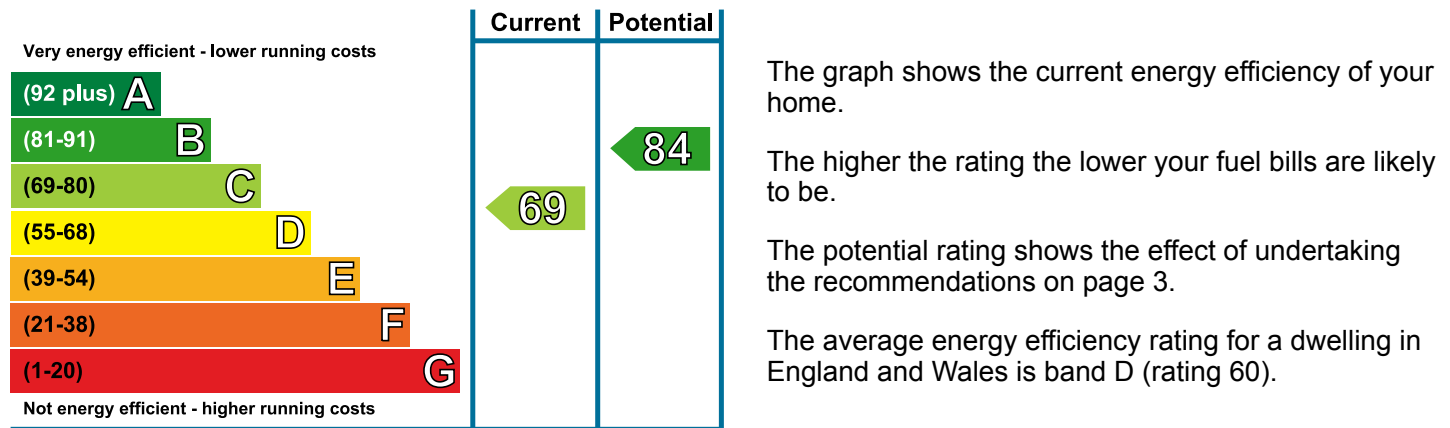 Current Potential
Very energy efficient - lower running costs
(92 plus) A
(81-91) B
84
(69-80) C
69
(55-68) D
(39-54) E
(21-38) F
(1-20) G
Not energy efficient - higher running costs
The graph shows the current energy efficiency of your
home.
The higher the rating the lower your fuel bills are likely
to be.
The potential rating shows the effect of undertaking
the recommendations on page 3.
The average energy efficiency rating for a dwelling in
England and Wales is band D (rating 60).